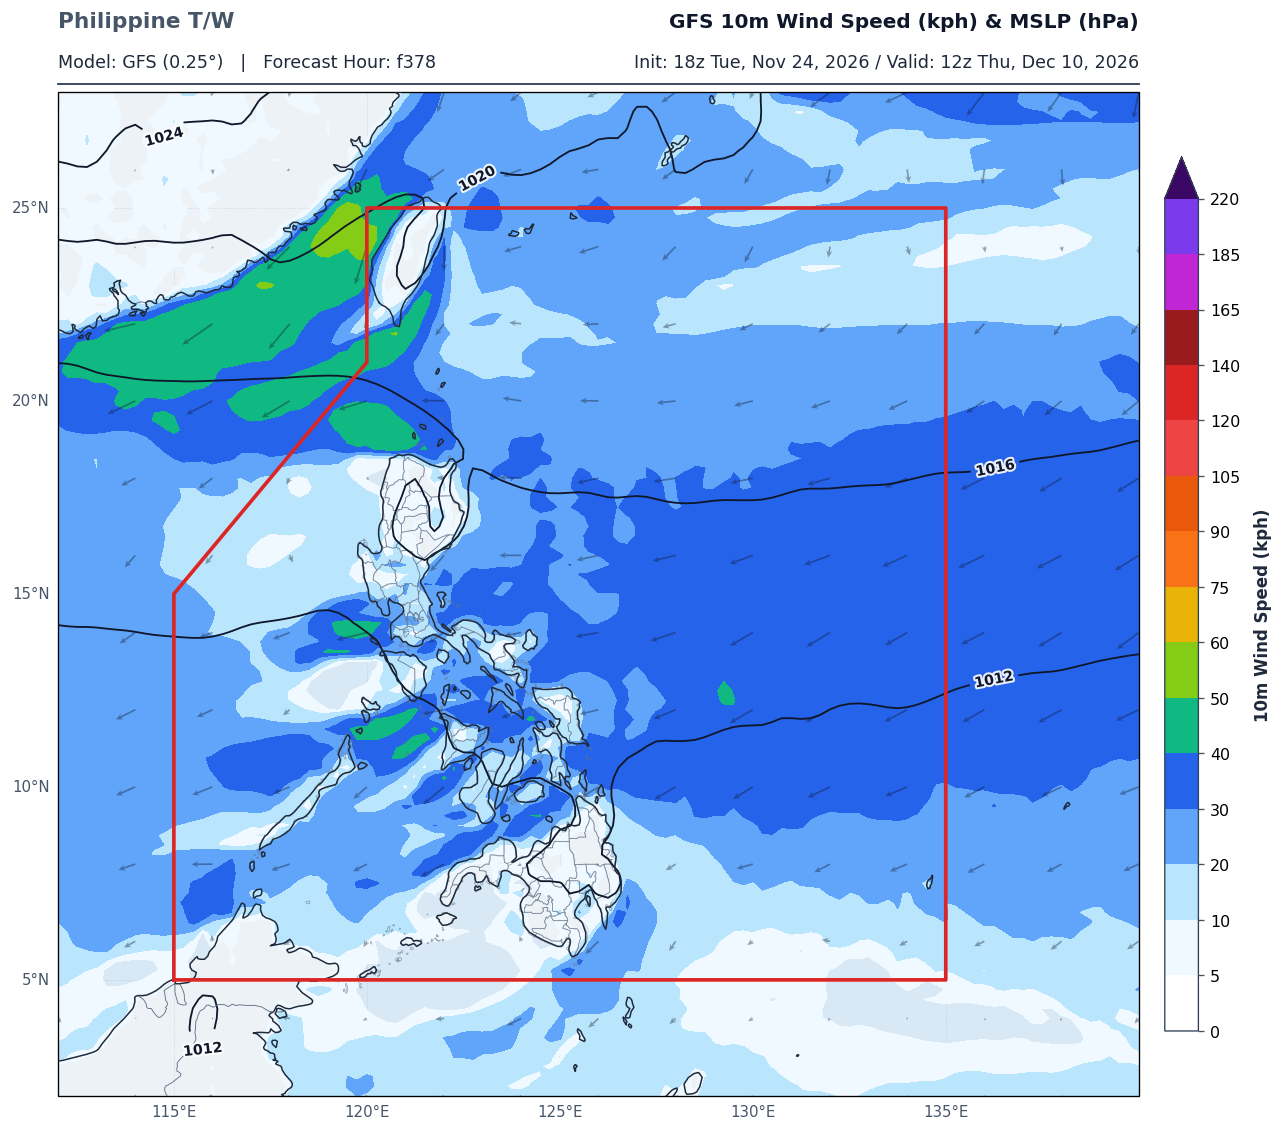 Philippine T/W
GFS 10m Wind Speed (kph) & MSLP (hPa)
Model: GFS (0.25°) | Forecast Hour: f378
Init: 18z Tue, Nov 24, 2026 / Valid: 12z Thu, Dec 10, 2026
1024
1020
1016
1012
1012
25°N
20°N
15°N
10°N
5°N
115°E
120°E
125°E
130°E
135°E
220
185
165
140
120
105
90
75
60
50
40
30
20
10
5
0
10m Wind Speed (kph)